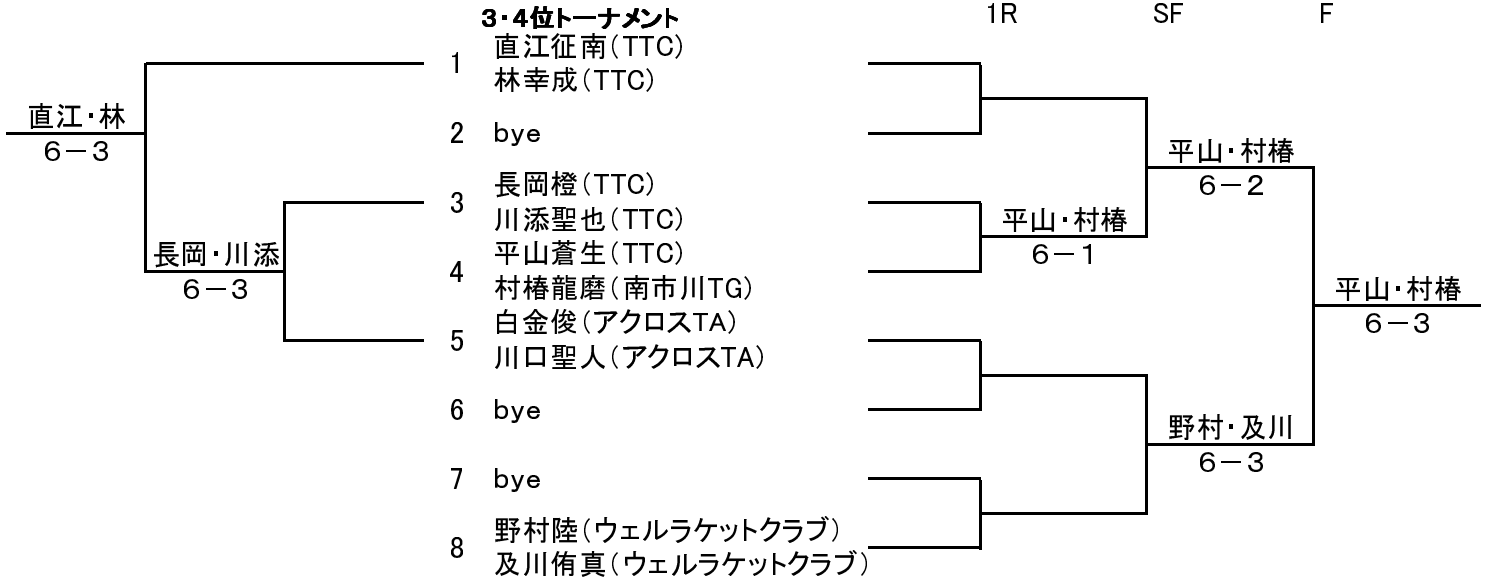 ３・４位トーナメント 1R SF F
1 直江征南（TTC）
林幸成（TTC）
直江・林
6－3
2 bye
平山・村椿
6－2
3 長岡橙（TTC）
川添聖也（TTC）
平山・村椿
6－1
長岡・川添
6－3
4 平山蒼生（TTC）
村椿龍磨（南市川TG）
平山・村椿
6－3
5 白金俊（アクロスTA）
川口聖人（アクロスTA）
6 bye
野村・及川
6－3
7 bye
8 野村陸（ウェルラケットクラブ）
及川侑真（ウェルラケットクラブ）